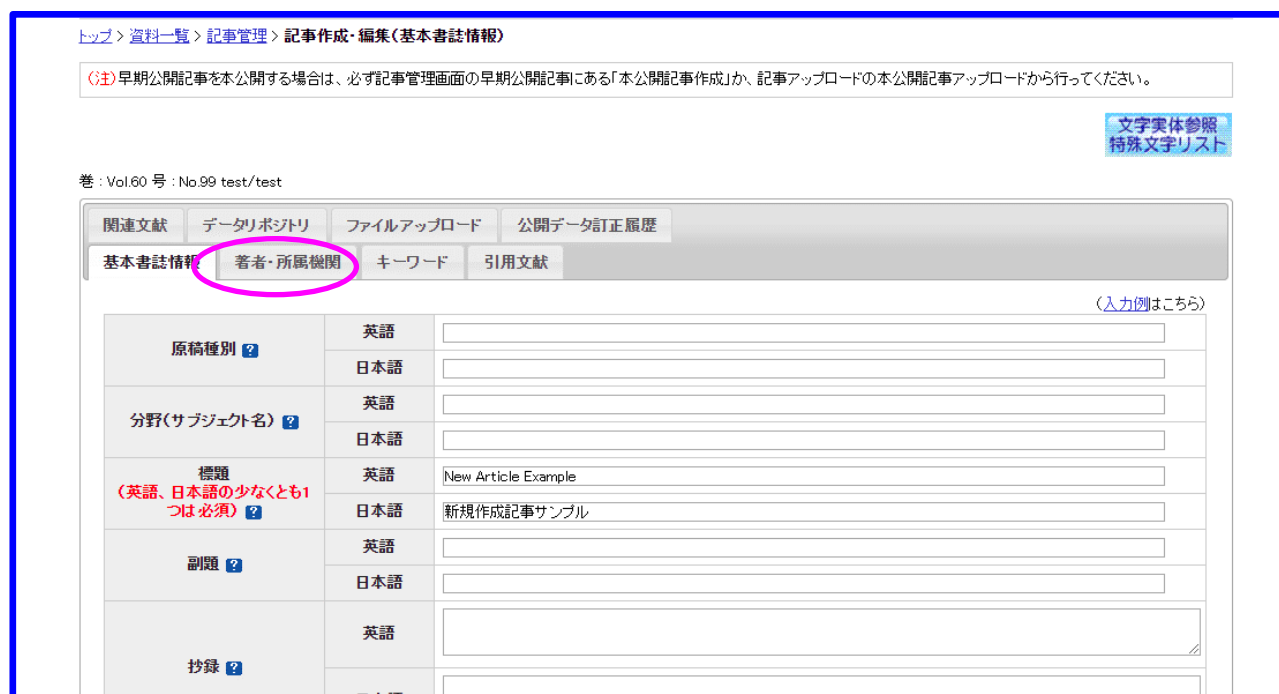 トップ > 資料一覧 > 記事管理 > 記事作成・編集(基本書誌情報)
(注)早期公開記事を本公開する場合は、必ず記事管理画面の早期公開記事にある「本公開記事作成」か、記事アップロードの本公開記事アップロードから行ってください。
文字実体参照
特殊文字リスト
巻:Vol.60 号:No.99 test/test
関連文献 データリポジトリ ファイルアップロード 公開データ訂正履歴
基本書誌情報 著者・所属機関 キーワード 引用文献
(入力例はこちら)
原稿種別 ?
英語
日本語
分野(サブジェクト名) ?
英語
日本語
標題
(英語、日本語の少なくとも1
つは必須) ?
英語 New Article Example
日本語 新規作成記事サンプル
副題 ?
英語
日本語
抄録 ?
英語